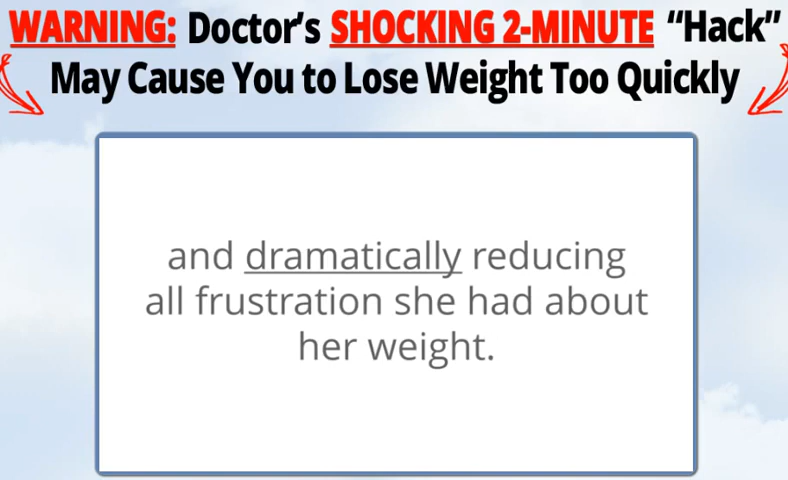 WARNING: Doctor's SHOCKING 2-MINUTE “Hack”
May Cause You to Lose Weight Too Quickly
and dramatically reducing
all frustration she had about
her weight.